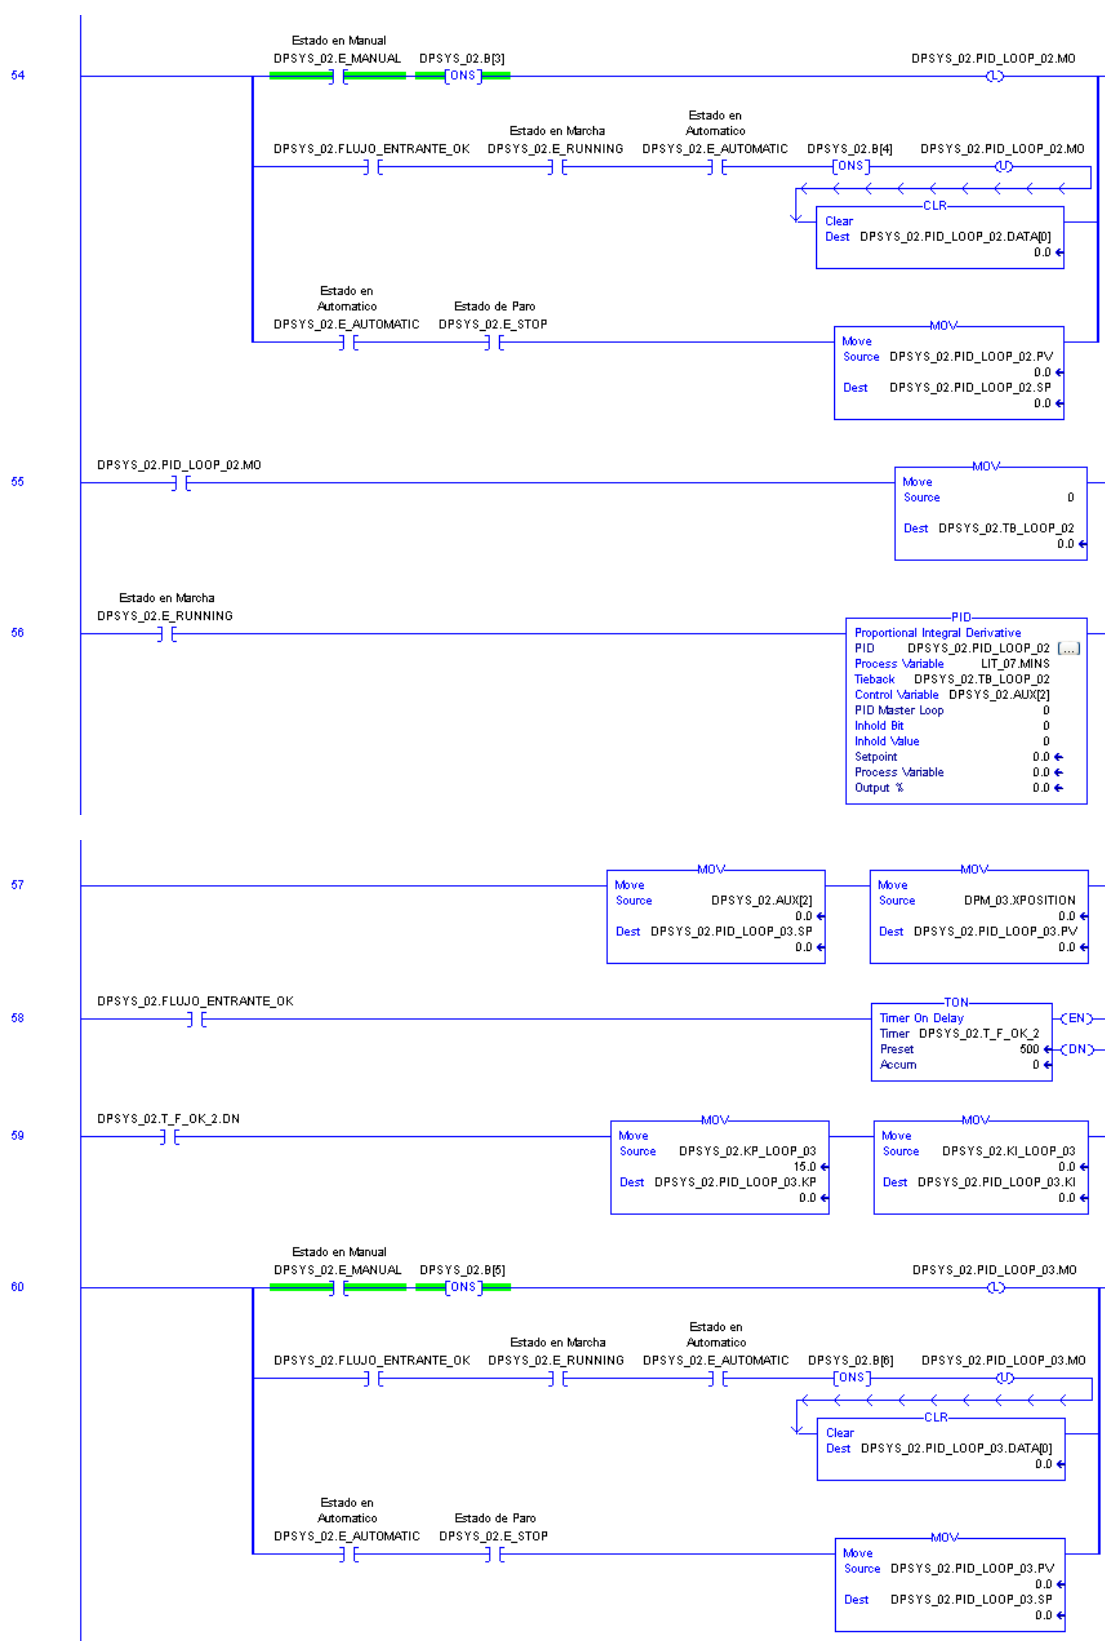 Estado en Manual
DPSYS_02.E_MANUAL DPSYS_02.B[3] DPSYS_02.PID_LOOP_02.MO
54 ONS L
Estado en
Estado en Marcha Automatico
DPSYS_02.FLUJO_ENTRANTE_OK DPSYS_02.E_RUNNING DPSYS_02.E_AUTOMATIC DPSYS_02.B[4] DPSYS_02.PID_LOOP_02.MO
ONS U
CLR
Clear
Dest DPSYS_02.PID_LOOP_02.DATA[0]
0.0
Estado en
Automatico Estado de Paro
DPSYS_02.E_AUTOMATIC DPSYS_02.E_STOP
MOV
Move
Source DPSYS_02.PID_LOOP_02.PV
0.0
Dest DPSYS_02.PID_LOOP_02.SP
0.0
DPSYS_02.PID_LOOP_02.MO
55 MOV
Move
Source 0
Dest DPSYS_02.TB_LOOP_02
0.0
Estado en Marcha
DPSYS_02.E_RUNNING
56 PID
Proportional Integral Derivative
PID DPSYS_02.PID_LOOP_02 ...
Process Variable LIT_07.MINS
Tieback DPSYS_02.TB_LOOP_02
Control Variable DPSYS_02.AUX[2]
PID Master Loop 0
Inhold Bit 0
Inhold Value 0
Setpoint 0.0
Process Variable 0.0
Output % 0.0
57 MOV MOV
Move Move
Source DPSYS_02.AUX[2] Source DPM_03.XPOSITION
0.0 0.0
Dest DPSYS_02.PID_LOOP_03.SP Dest DPSYS_02.PID_LOOP_03.PV
0.0 0.0
DPSYS_02.FLUJO_ENTRANTE_OK
58 TON
Timer On Delay EN
Timer DPSYS_02.T_F_OK_2
Preset 500 DN
Accum 0
DPSYS_02.T_F_OK_2.DN
59 MOV MOV
Move Move
Source DPSYS_02.KP_LOOP_03 Source DPSYS_02.KI_LOOP_03
15.0 0.0
Dest DPSYS_02.PID_LOOP_03.KP Dest DPSYS_02.PID_LOOP_03.KI
0.0 0.0
Estado en Manual
DPSYS_02.E_MANUAL DPSYS_02.B[5] DPSYS_02.PID_LOOP_03.MO
60 ONS L
Estado en
Estado en Marcha Automatico
DPSYS_02.FLUJO_ENTRANTE_OK DPSYS_02.E_RUNNING DPSYS_02.E_AUTOMATIC DPSYS_02.B[6] DPSYS_02.PID_LOOP_03.MO
ONS U
CLR
Clear
Dest DPSYS_02.PID_LOOP_03.DATA[0]
0.0
Estado en
Automatico Estado de Paro
DPSYS_02.E_AUTOMATIC DPSYS_02.E_STOP
MOV
Move
Source DPSYS_02.PID_LOOP_03.PV
0.0
Dest DPSYS_02.PID_LOOP_03.SP
0.0